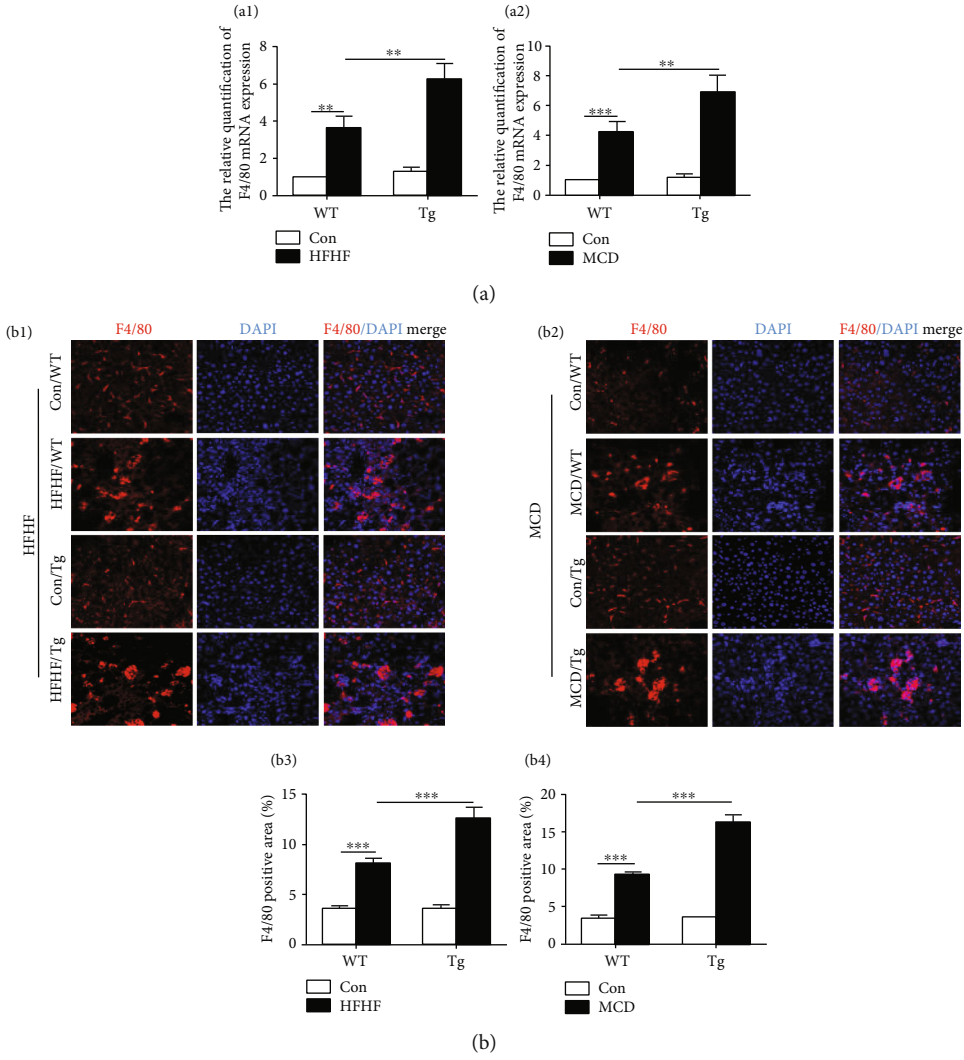 (a1)
The relative quantification of
F4/80 mRNA expression
8
6
4
2
0
**
**
WT
Tg
Con
HFHF
(a2)
The relative quantification of
F4/80 mRNA expression
10
8
6
4
2
0
***
**
WT
Tg
Con
MCD
(a)
(b1)
F4/80
DAPI
F4/80/DAPI merge
HFHF
Con/WT
HFHF/WT
Con/Tg
HFHF/Tg
(b2)
F4/80
DAPI
F4/80/DAPI merge
MCD
Con/WT
MCD/WT
Con/Tg
MCD/Tg
(b3)
F4/80 positive area (%)
15
10
5
0
***
***
WT
Tg
Con
HFHF
(b4)
F4/80 positive area (%)
20
15
10
5
0
***
***
WT
Tg
Con
MCD
(b)